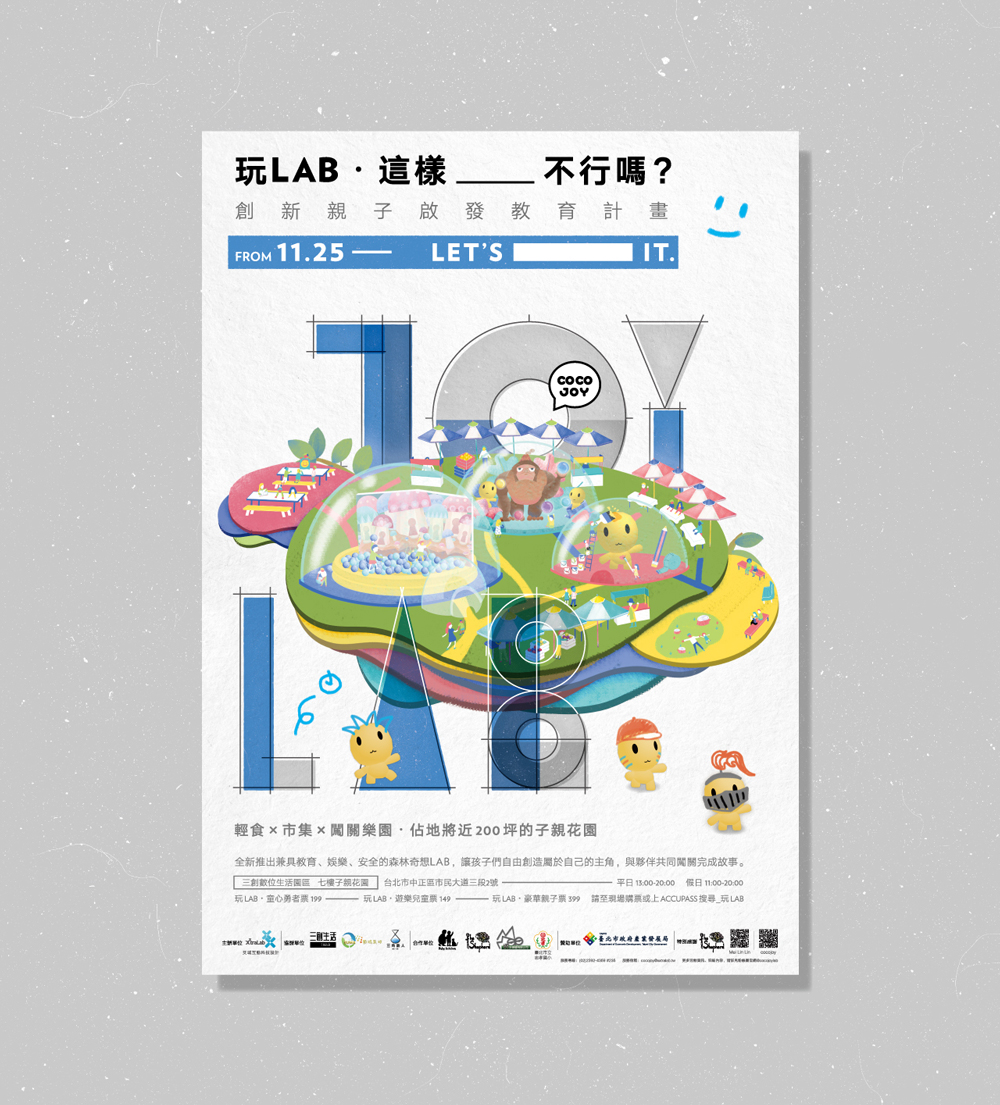 玩LAB・這樣____不行嗎？
創新親子啟發教育計畫
FROM 11.25 — LET'S ____ IT.
JOY
COCO
JOY
LAB
輕食×市集×闖關樂園・佔地將近200坪的子親花園
全新推出兼具教育、娛樂、安全的森林奇想LAB，讓孩子們自由創造屬於自己的主角，與夥伴共同闖關完成故事。
三創數位生活園區 七樓子親花園 台北市中正區市民大道三段2號 —— 平日 13:00-20:00 假日 11:00-20:00
玩LAB・童心勇者票 199 —— 玩LAB・遊樂兒童票 149 —— 玩LAB・豪華親子票 399 請至現場購票或上 ACCUPASS 搜尋_玩LAB
主辦單位 XtraLab 協辦單位 三創生活 合作單位 贊助單位 臺北市政府產業發展局 特別感謝
Mei Lin Lin cocojoy